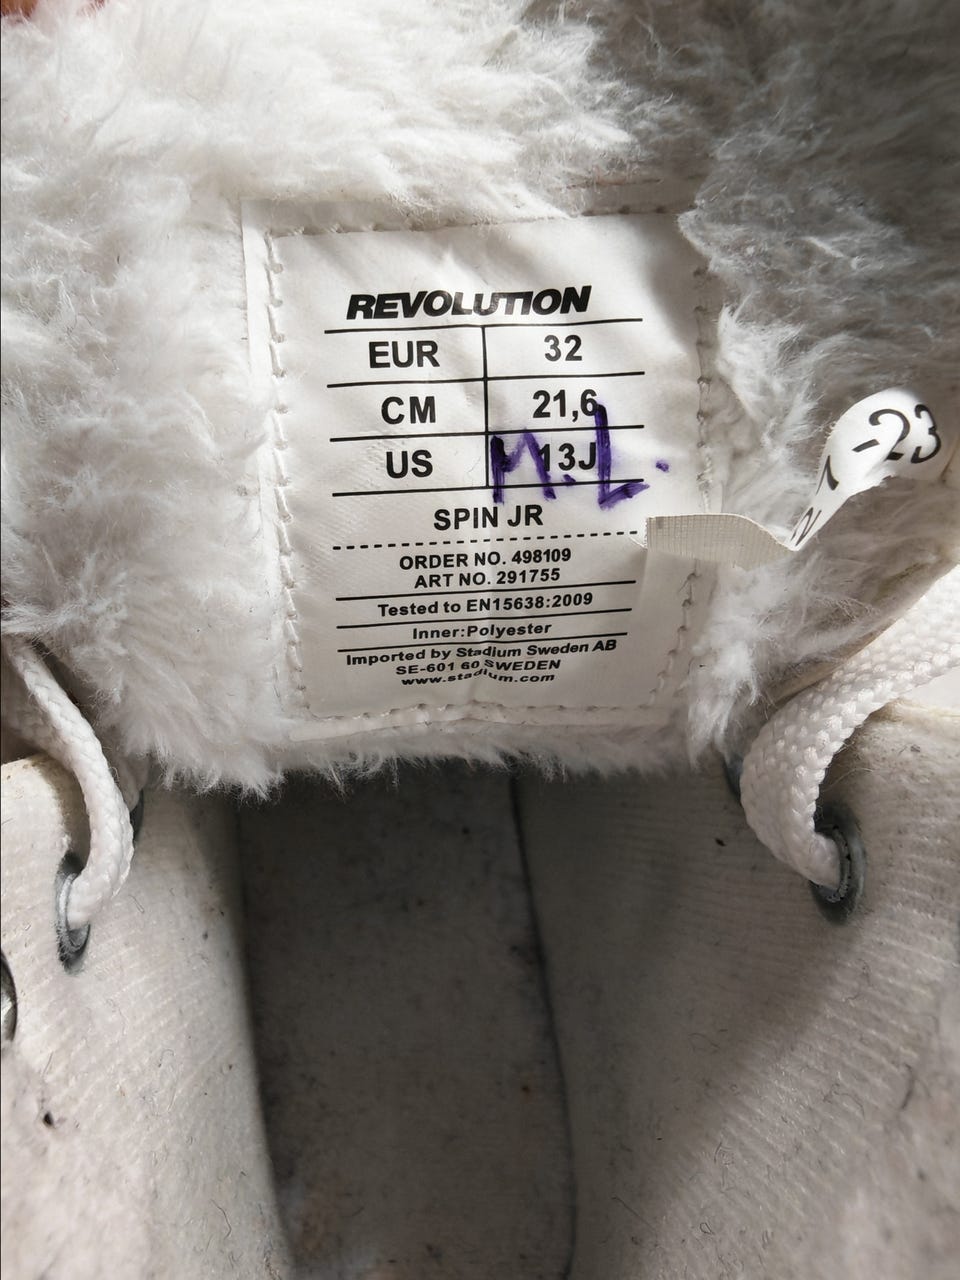 REVOLUTION
EUR 32
CM 21,6
US 13J
M.L.
SPIN JR
ORDER NO. 498109
ART NO. 291755
Tested to EN15638:2009
Inner:Polyester
Imported by Stadium Sweden AB
SE-601 60 SWEDEN
www.stadium.com
-23